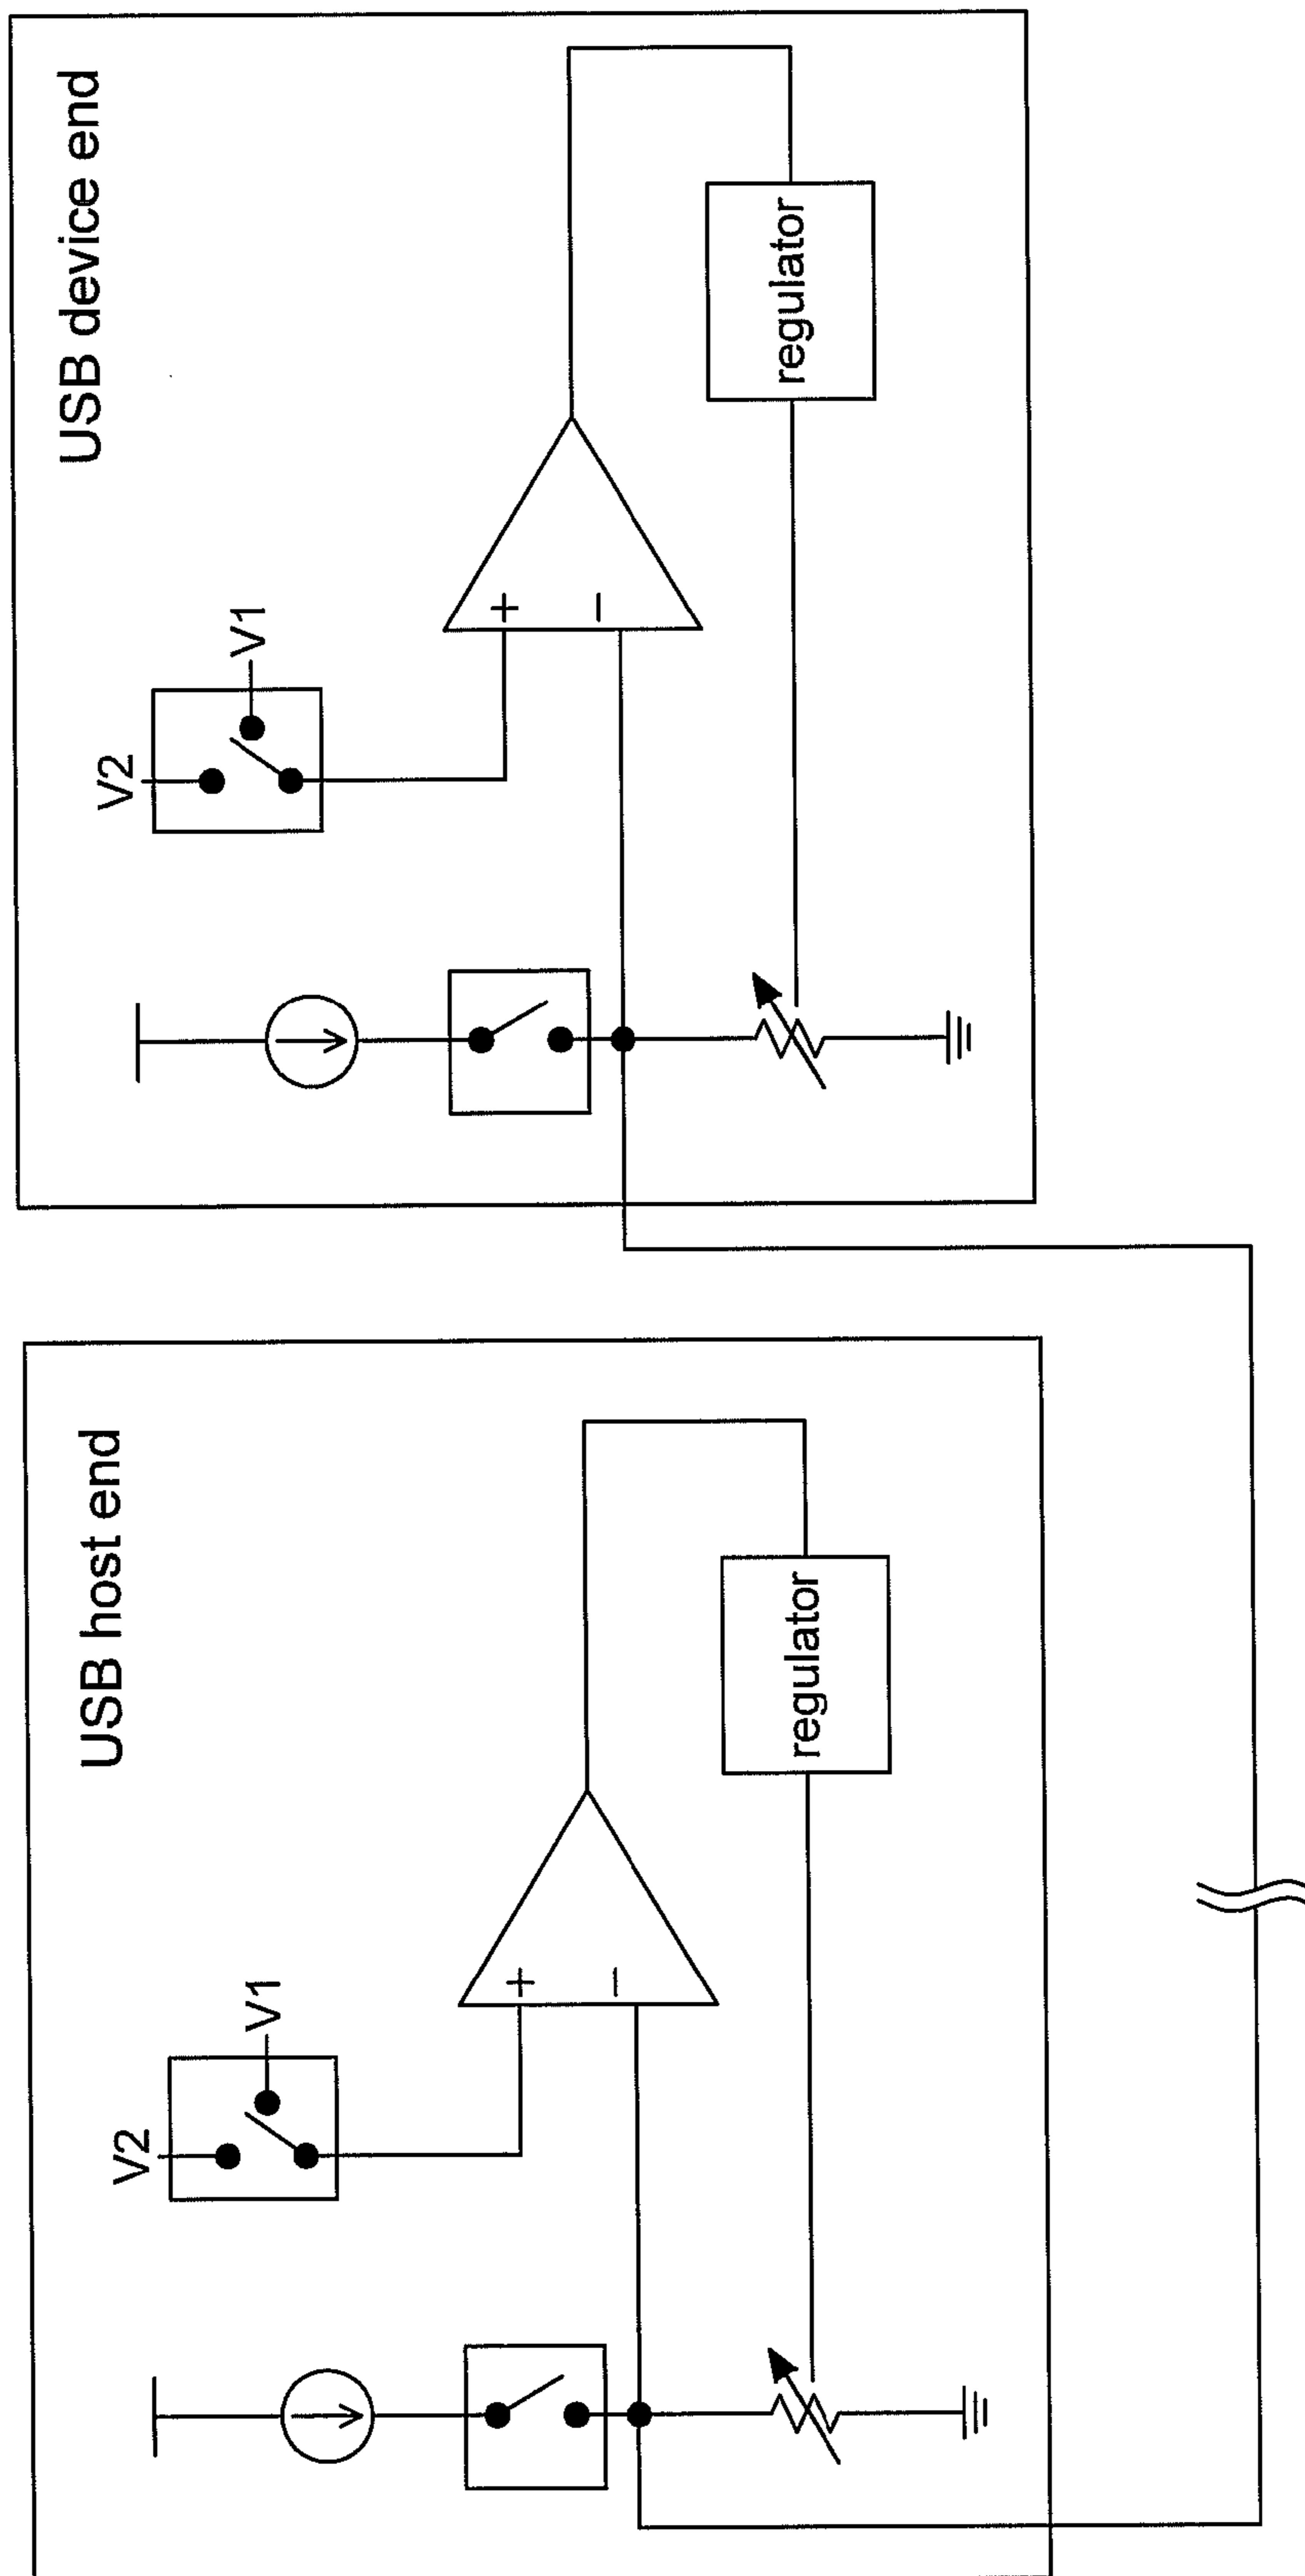 USB host end
V2
V1
+
−
regulator
USB device end
V2
V1
+
−
regulator